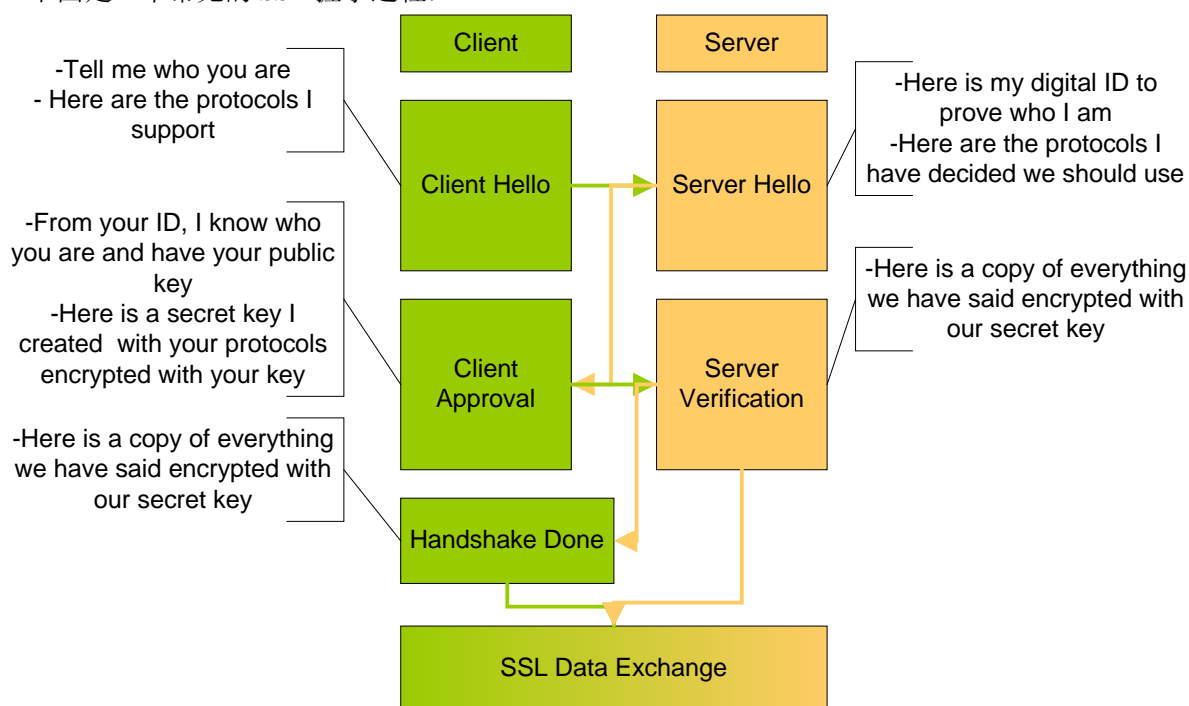 Client
Server
-Tell me who you are
- Here are the protocols I
support
-Here is my digital ID to
prove who I am
-Here are the protocols I
have decided we should use
Client Hello
Server Hello
-From your ID, I know who
you are and have your public
key
-Here is a secret key I
created with your protocols
encrypted with your key
-Here is a copy of everything
we have said encrypted with
our secret key
Client
Approval
Server
Verification
-Here is a copy of everything
we have said encrypted with
our secret key
Handshake Done
SSL Data Exchange